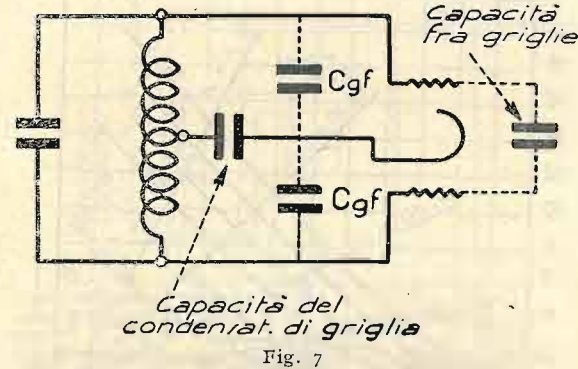 Capacità
fra griglie
Cgf
Cgf
Capacità del
condensat. di griglia
Fig. 7